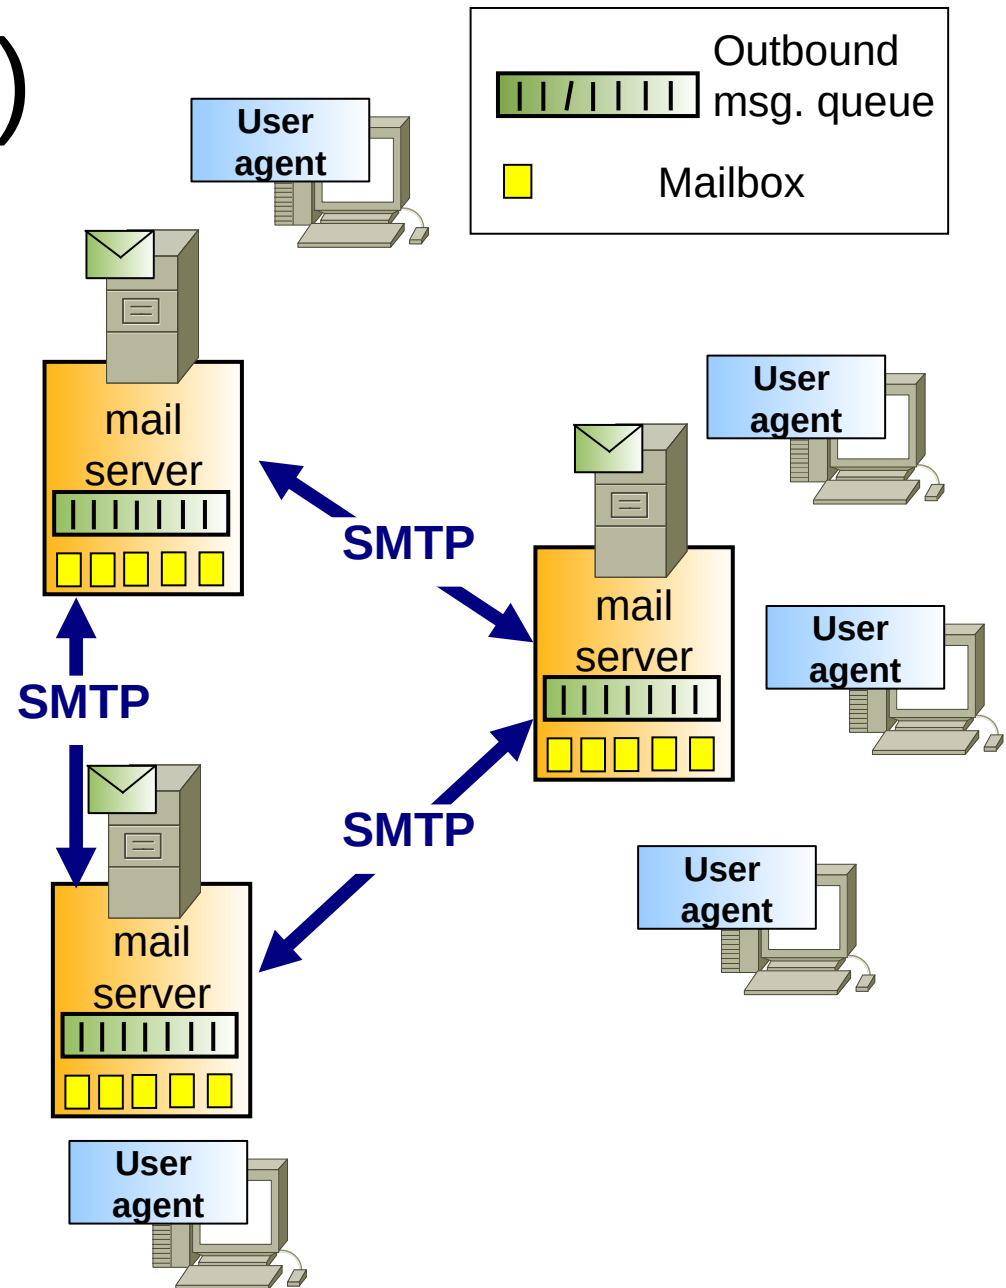 )
Outbound
msg. queue
Mailbox
User
agent
mail
server
SMTP
User
agent
mail
server
User
agent
SMTP
SMTP
User
agent
mail
server
User
agent